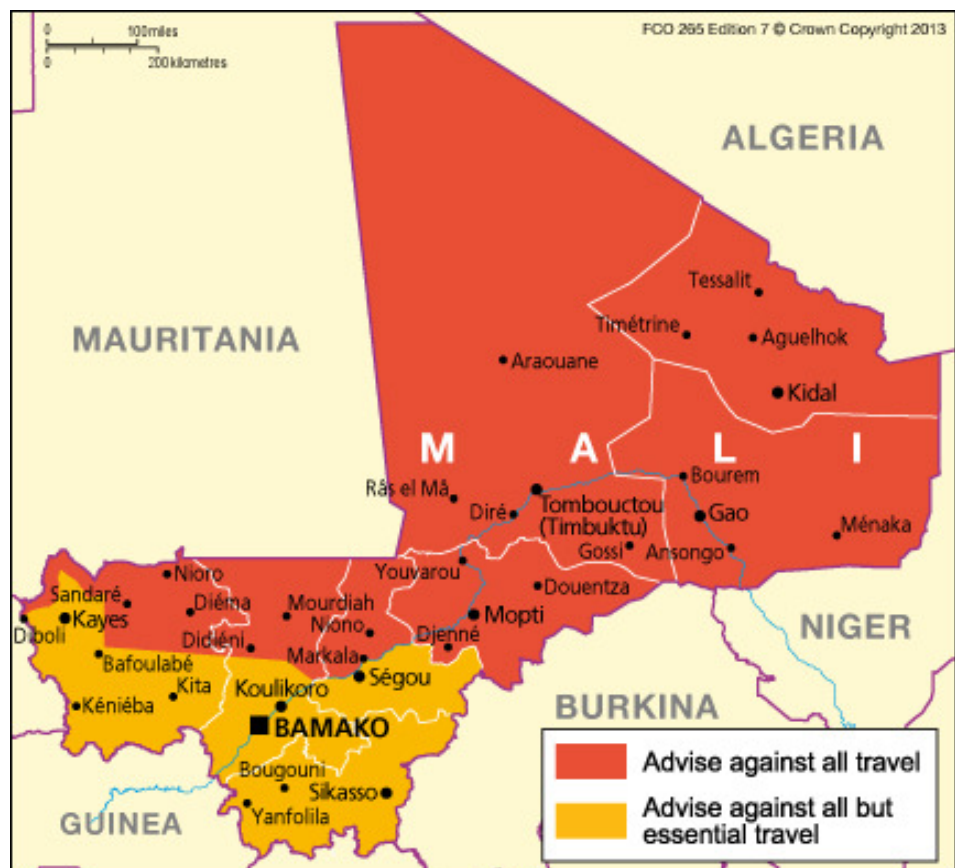 0 100miles
0 200kilometres
FCO 265 Edition 7 © Crown Copyright 2013
ALGERIA
MAURITANIA
Tessalit
Timétrine
Aguelhok
Araouane
Kidal
M A L I
Râs el Mâ
Bourem
Diré
Tombouctou
(Timbuktu)
Gao
Ménaka
Gossi
Ansongo
Youvarou
Douentza
Nioro
Sandaré
Diéma
Mourdiah
Mopti
Diboli
Kayes
Niono
Djenné
NIGER
Didiéni
Markala
Bafoulabé
Ségou
Kita
Koulikoro
Kéniéba
BURKINA
BAMAKO
Bougouni
Sikasso
Yanfolila
GUINEA
Advise against all travel
Advise against all but
essential travel